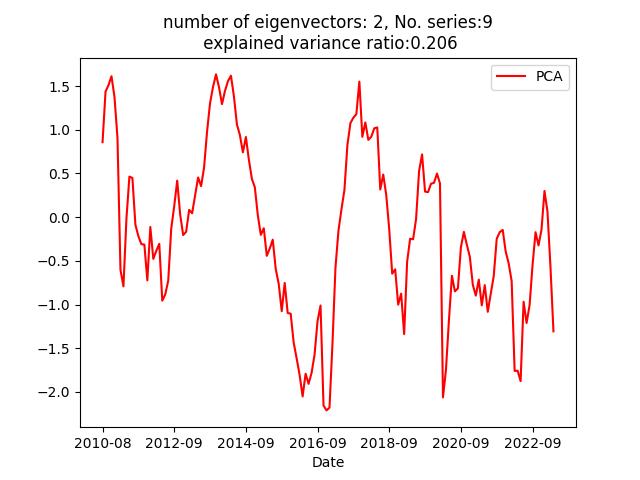 number of eigenvectors: 2, No. series:9
explained variance ratio:0.206
PCA
1.5
1.0
0.5
0.0
−0.5
−1.0
−1.5
−2.0
2010-08 2012-09 2014-09 2016-09 2018-09 2020-09 2022-09
Date